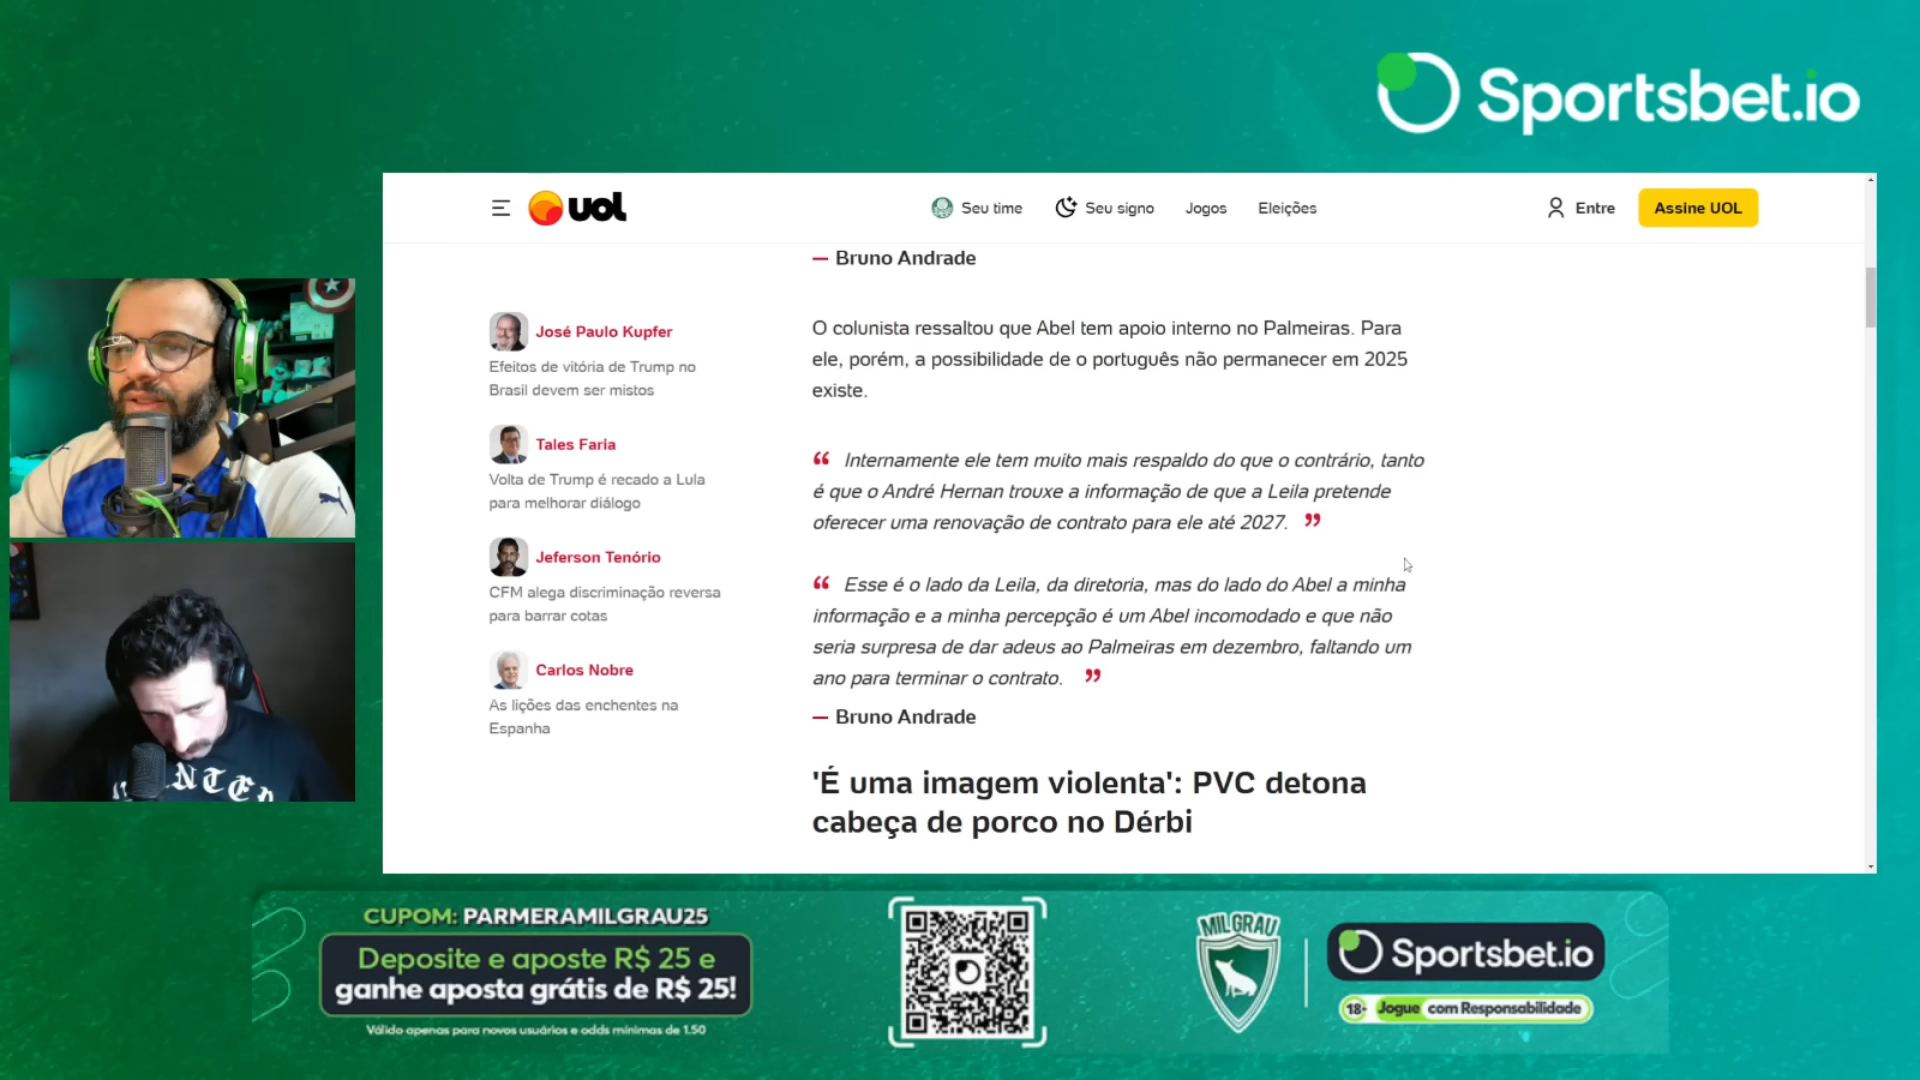 Sportsbet.io
uol
Seu time
Seu signo
Jogos
Eleições
Entre
Assine UOL
— Bruno Andrade
José Paulo Kupfer
Efeitos de vitória de Trump no
Brasil devem ser mistos
Tales Faria
Volta de Trump é recado a Lula
para melhorar diálogo
Jeferson Tenório
CFM alega discriminação reversa
para barrar cotas
Carlos Nobre
As lições das enchentes na
Espanha
O colunista ressaltou que Abel tem apoio interno no Palmeiras. Para
ele, porém, a possibilidade de o português não permanecer em 2025
existe.
“ Internamente ele tem muito mais respaldo do que o contrário, tanto
é que o André Hernan trouxe a informação de que a Leila pretende
oferecer uma renovação de contrato para ele até 2027. ”
“ Esse é o lado da Leila, da diretoria, mas do lado do Abel a minha
informação e a minha percepção é um Abel incomodado e que não
seria surpresa de dar adeus ao Palmeiras em dezembro, faltando um
ano para terminar o contrato. ”
— Bruno Andrade
'É uma imagem violenta': PVC detona
cabeça de porco no Dérbi
CUPOM: PARMERAMILGRAU25
Deposite e aposte R$ 25 e
ganhe aposta grátis de R$ 25!
Válido apenas para novos usuários e odds mínimas de 1.50
MIL GRAU
Sportsbet.io
18+ Jogue com Responsabilidade